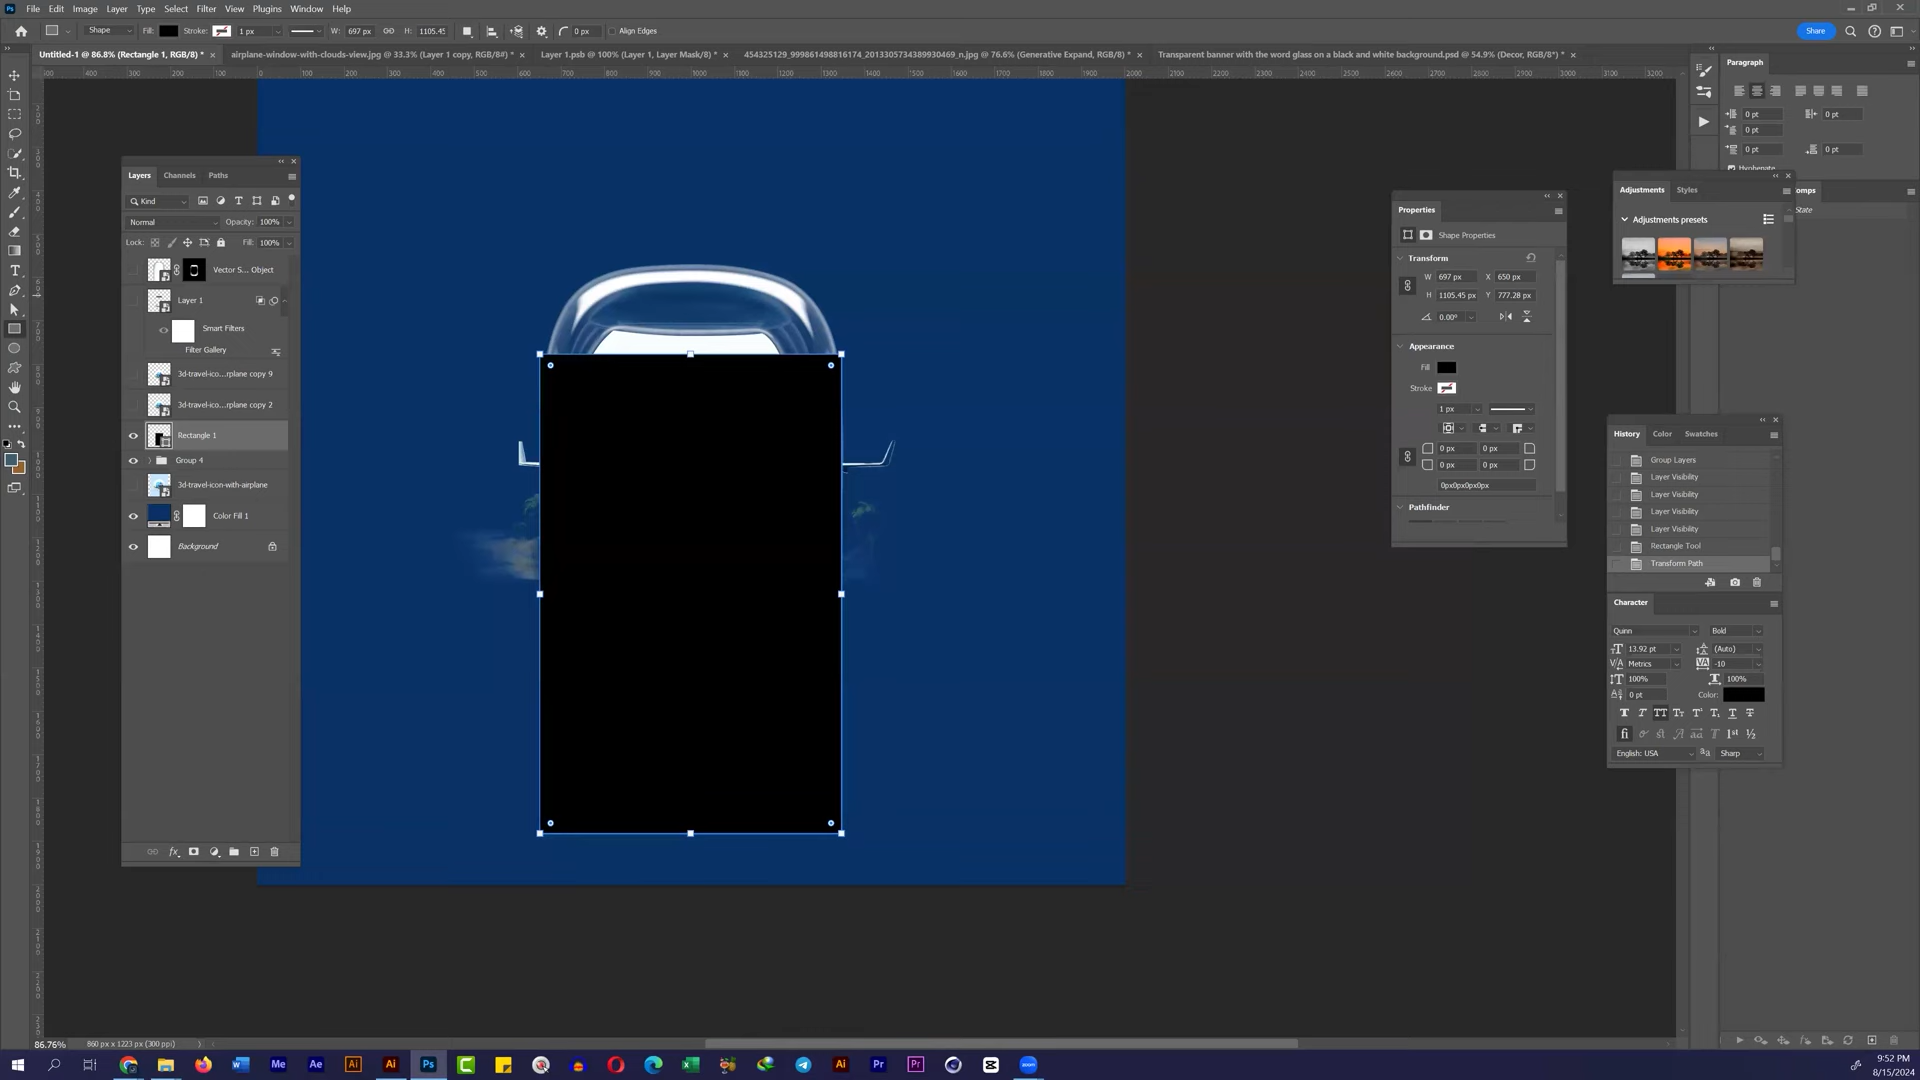 File Edit Image Layer Type Select Filter View Plugins Window Help
Shape Fill: Stroke: 1 px W: 697 px H: 1105.45 0 px Align Edges Share
Untitled-1 @ 86.8% (Rectangle 1, RGB/8) * airplane-window-with-clouds-view.jpg @ 33.3% (Layer 1 copy, RGB/8#) * Layer 1.psb @ 100% (Layer 1, Layer Mask/8) * 454325129_999861498816174_2013305734389930469_n.jpg @ 76.6% (Generative Expand, RGB/8) * Transparent banner with the word glass on a black and white background.psd @ 54.9% (Decor, RGB/8*) *
Layers Channels Paths
Kind
Normal Opacity: 100%
Lock: Fill: 100%
Vector S... Object
Layer 1
Smart Filters
Filter Gallery
3d-travel-ico...rplane copy 9
3d-travel-ico...rplane copy 2
Rectangle 1
Group 4
3d-travel-icon-with-airplane
Color Fill 1
Background
Properties
Shape Properties
Transform
W 697 px X 650 px
H 1105.45 px Y 777.28 px
0.00°
Appearance
Fill
Stroke
1 px
0 px 0 px
0 px 0 px
0px0px0px0px
Pathfinder
Paragraph
0 pt 0 pt
0 pt
0 pt 0 pt
Hyphenate
Adjustments Styles omps
State
Adjustments presets
History Color Swatches
Group Layers
Layer Visibility
Layer Visibility
Layer Visibility
Layer Visibility
Rectangle Tool
Transform Path
Character
Quinn Bold
13.92 pt (Auto)
Metrics -10
100% 100%
0 pt Color:
English: USA Sharp
86.76% 860 px x 1223 px (300 ppi)
9:52 PM
8/15/2024